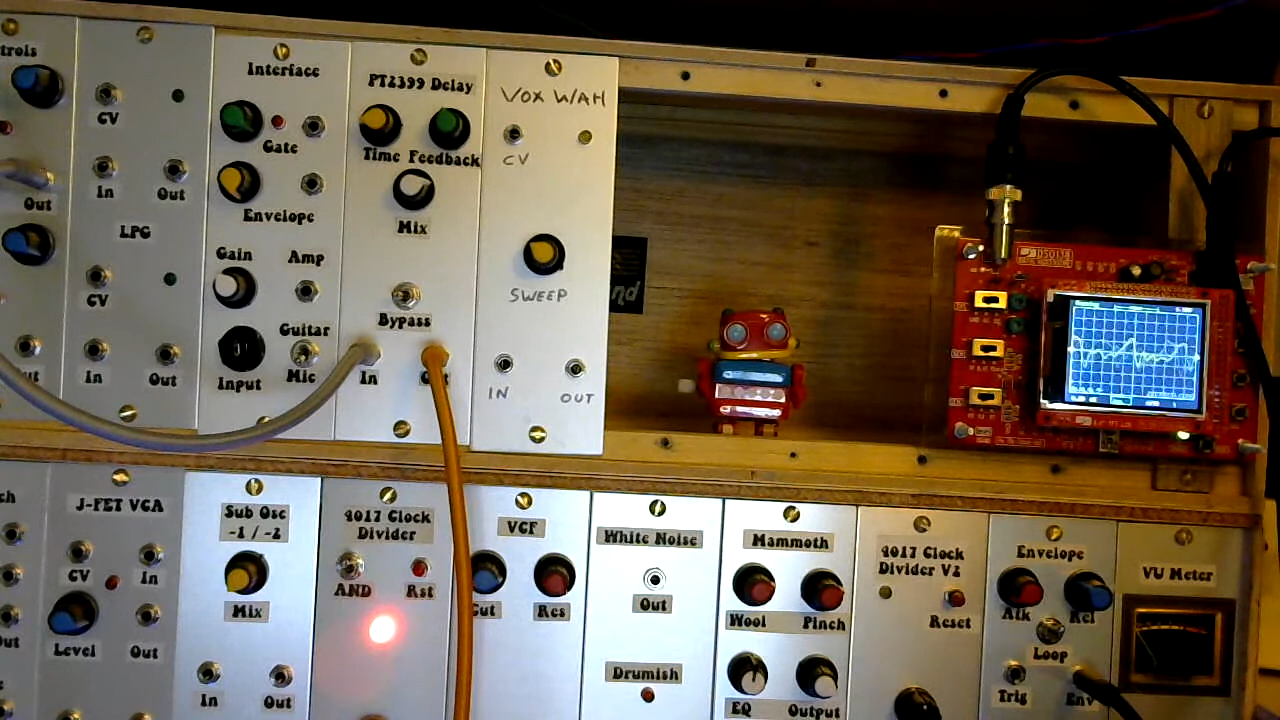 CV
In
Out
LPG
CV
In
Out
Out
Interface
Gate
Envelope
Gain
Amp
Guitar
Input
Mic
PT2399 Delay
Time Feedback
Mix
Bypass
In
VOX WAH
CV
SWEEP
IN
OUT
DSO138
J-FET VCA
CV
In
Level
Out
Sub Osc
-1 / -2
Mix
In
Out
4017 Clock
Divider
AND
Rst
VCF
Cut
Res
White Noise
Out
Drumish
Mammoth
Wool
Pinch
EQ
Output
4017 Clock
Divider V2
Reset
Envelope
Atk
Rel
Loop
Trig
Env
VU Meter